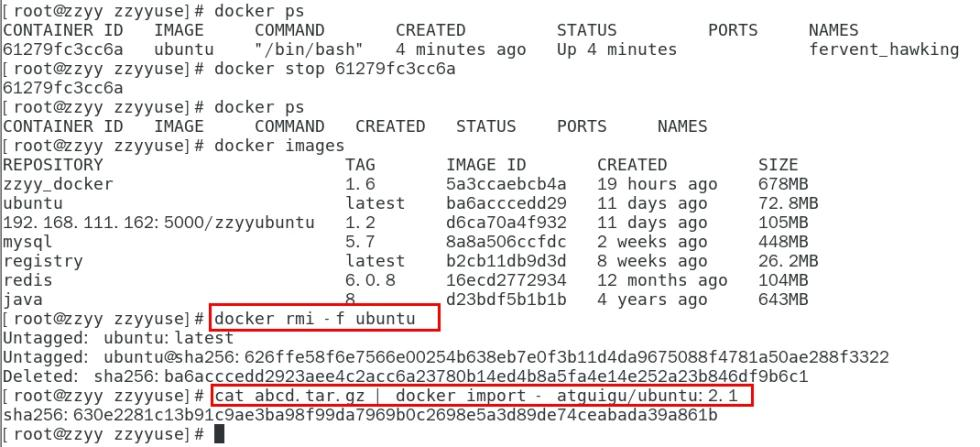 [root@zzyy zzyyuse]# docker ps
CONTAINER ID   IMAGE     COMMAND       CREATED         STATUS         PORTS     NAMES
61279fc3cc6a   ubuntu    "/bin/bash"   4 minutes ago   Up 4 minutes             fervent_hawking
[root@zzyy zzyyuse]# docker stop 61279fc3cc6a
61279fc3cc6a
[root@zzyy zzyyuse]# docker ps
CONTAINER ID   IMAGE     COMMAND   CREATED   STATUS    PORTS     NAMES
[root@zzyy zzyyuse]# docker images
REPOSITORY                        TAG       IMAGE ID       CREATED         SIZE
zzyy_docker                       1.6       5a3ccaebcb4a   19 hours ago    678MB
ubuntu                            latest    ba6acccedd29   11 days ago     72.8MB
192.168.111.162:5000/zzyyubuntu   1.2       d6ca70a4f932   11 days ago     105MB
mysql                             5.7       8a8a506ccfdc   2 weeks ago     448MB
registry                          latest    b2cb11db9d3d   8 weeks ago     26.2MB
redis                             6.0.8     16ecd2772934   12 months ago   104MB
java                              8         d23bdf5b1b1b   4 years ago     643MB
[root@zzyy zzyyuse]# docker rmi -f ubuntu
Untagged: ubuntu:latest
Untagged: ubuntu@sha256:626ffe58f6e7566e00254b638eb7e0f3b11d4da9675088f4781a50ae288f3322
Deleted: sha256:ba6acccedd2923aee4c2acc6a23780b14ed4b8a5fa4e14e252a23b846df9b6c1
[root@zzyy zzyyuse]# cat abcd.tar.gz | docker import - atguigu/ubuntu:2.1
sha256:630e2281c13b91c9ae3ba98f99da7969b0c2698e5a3d89de74ceabada39a861b
[root@zzyy zzyyuse]#